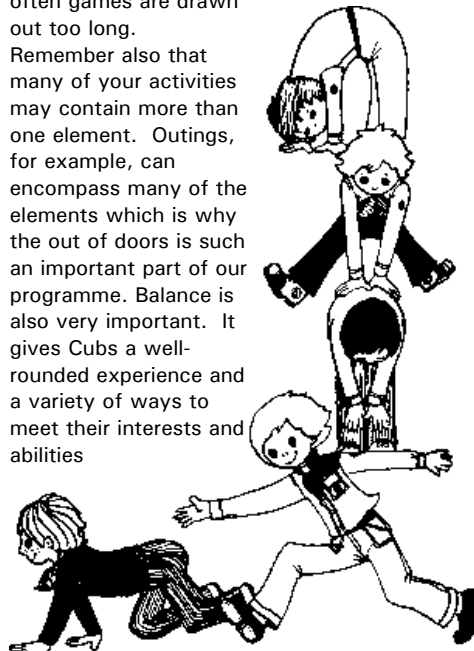 often games are drawn
out too long.
Remember also that
many of your activities
may contain more than
one element.  Outings,
for example, can
encompass many of the
elements which is why
the out of doors is such
an important part of our
programme. Balance is
also very important.  It
gives Cubs a well-
rounded experience and
a variety of ways to
meet their interests and
abilities